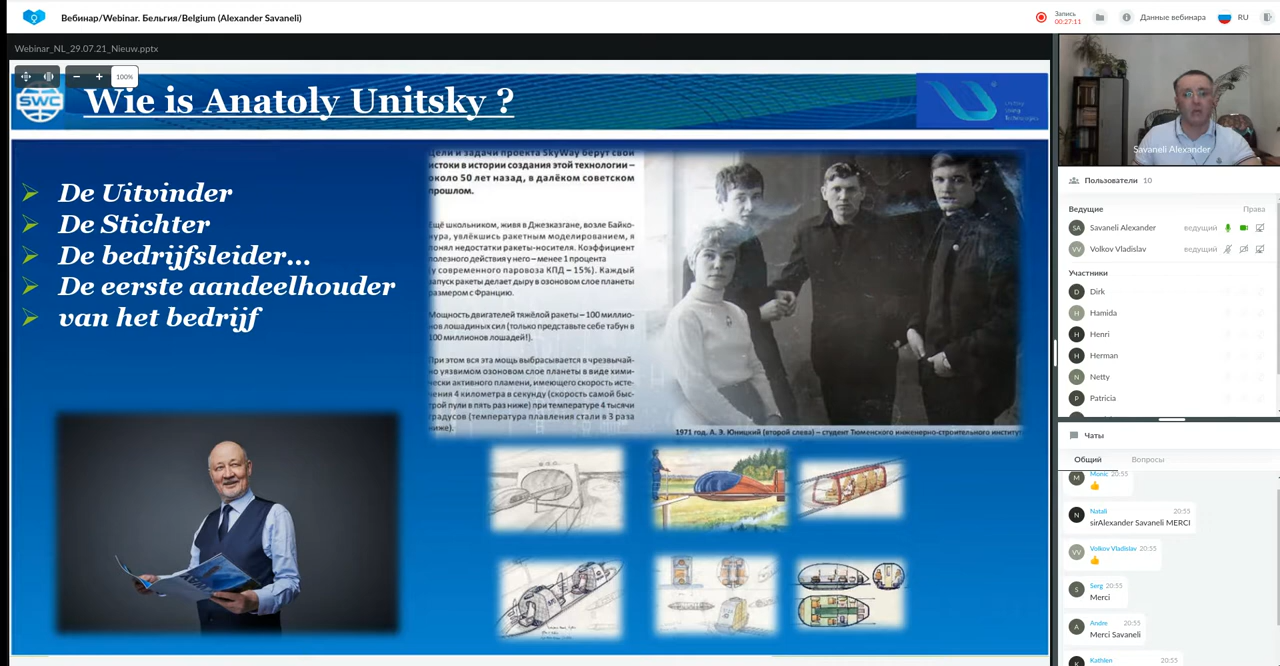 Вебинар/Webinar. Бельгия/Belgium (Alexander Savaneli)
Запись
00:27:11
Данные вебинара
RU
Webinar_NL_29.07.21_Nieuw.pptx
100%
SWC
Wie is Anatoly Unitsky ?
Unitsky
String
Technologies
De Uitvinder
De Stichter
De bedrijfsleider...
De eerste aandeelhouder
van het bedrijf
цели и задачи проекта SkyWay берут свои
истоки в истории создания этой технологии –
около 50 лет назад, в далёком советском
прошлом.
Ещё школьником, живя в Джезказгане, возле Байко-
нура, увлёкшись ракетным моделированием, я
понял недостатки ракеты-носителя. Коэффициент
полезного действия у него – менее 1 процента
(у современного паровоза КПД – 15%). Каждый
запуск ракеты делает дыру в озоновом слое планеты
размером с Францию.
Мощность двигателей тяжёлой ракеты – 100 миллио-
нов лошадиных сил (только представьте себе табун в
100 миллионов лошадей!).
При этом вся эта мощь выбрасывается в чрезвычай-
но уязвимом озоновом слое планеты в виде хими-
чески активного пламени, имеющего скорость исте-
чения 4 километра в секунду (скорость самой быс-
трой пули в пять раз ниже) при температуре 4 тысячи
градусов (температура плавления стали в 3 раза
ниже).
1971 год. А. Э. Юницкий (второй слева) – студент Тюменского инженерно-строительного институт
Savaneli Alexander
Пользователи 10
Ведущие Права
SA Savaneli Alexander ведущий
VV Volkov Vladislav ведущий
Участники
D Dirk
H Hamida
H Henri
H Herman
N Netty
P Patricia
Чаты
Общий Вопросы
M Monic 20:55
N Natali 20:55
sirAlexander Savaneli MERCI
VV Volkov Vladislav 20:55
S Serg 20:55
Merci
A Andre 20:55
Merci Savaneli
K Kathlen 20:55